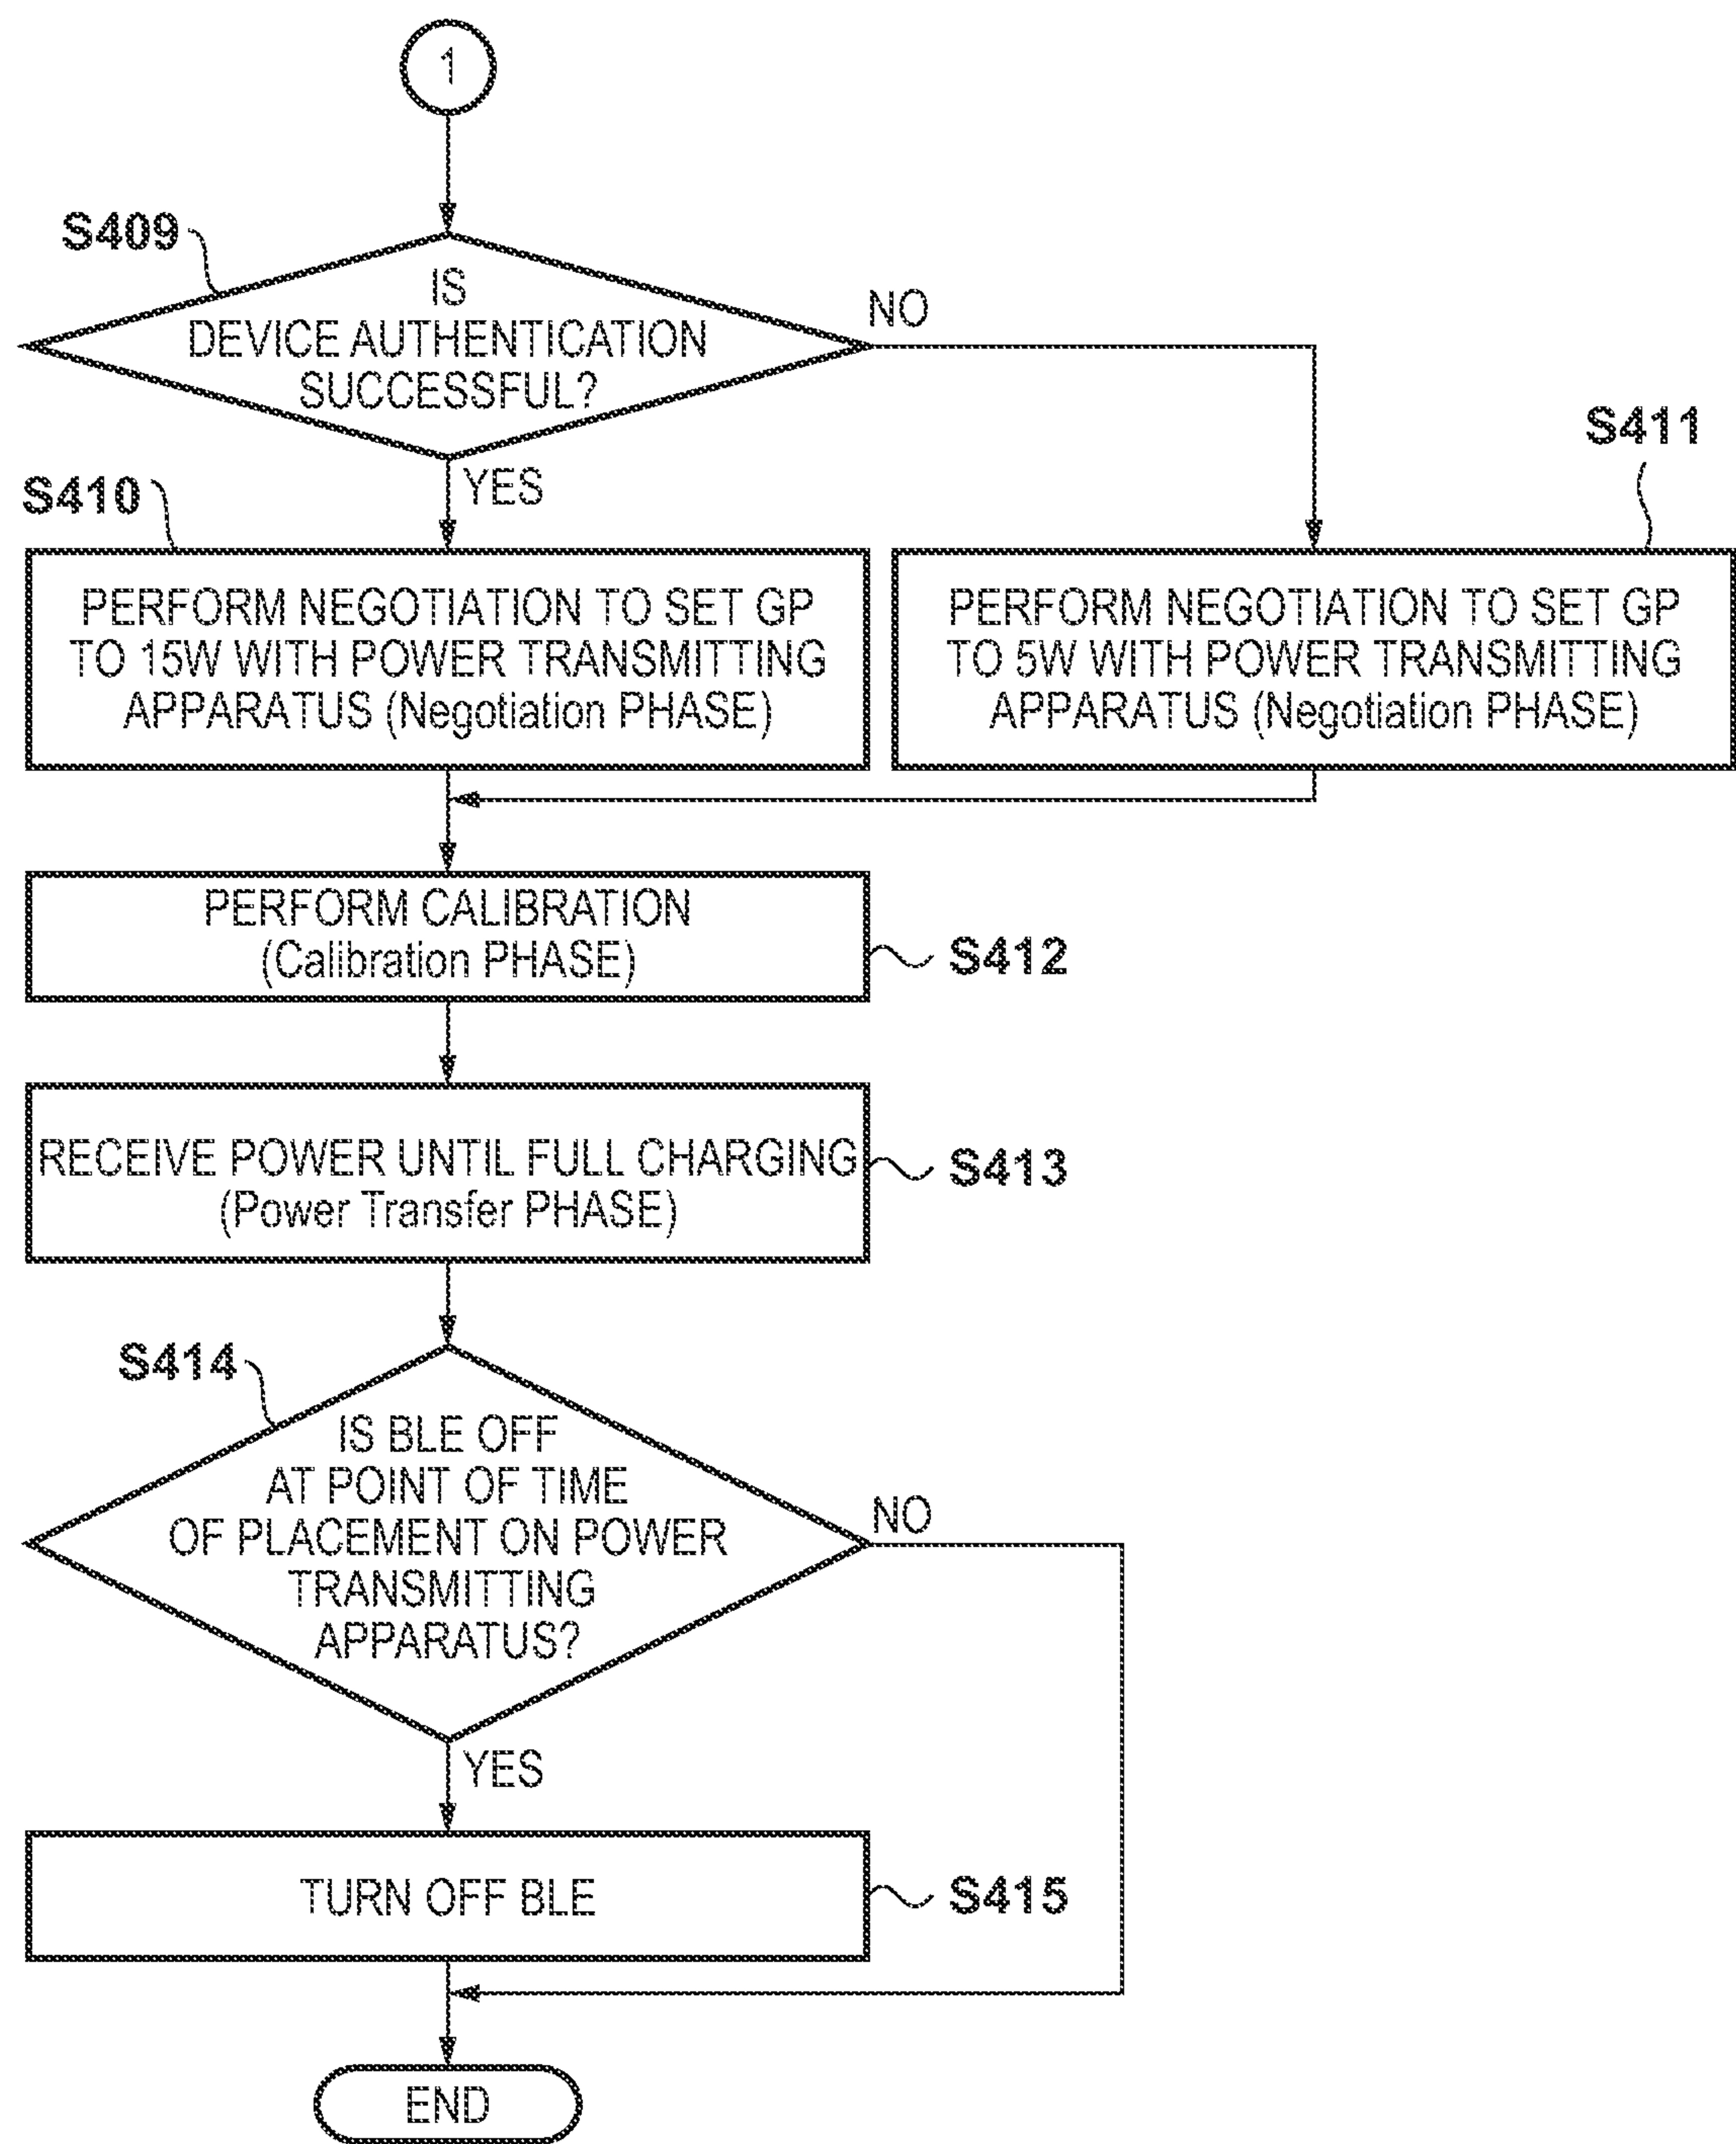 1
S409
IS
DEVICE AUTHENTICATION
SUCCESSFUL?
NO
YES
S410
S411
PERFORM NEGOTIATION TO SET GP
TO 15W WITH POWER TRANSMITTING
APPARATUS (Negotiation PHASE)
PERFORM NEGOTIATION TO SET GP
TO 5W WITH POWER TRANSMITTING
APPARATUS (Negotiation PHASE)
PERFORM CALIBRATION
(Calibration PHASE)
S412
RECEIVE POWER UNTIL FULL CHARGING
(Power Transfer PHASE)
S413
S414
IS BLE OFF
AT POINT OF TIME
OF PLACEMENT ON POWER
TRANSMITTING
APPARATUS?
NO
YES
TURN OFF BLE
S415
END